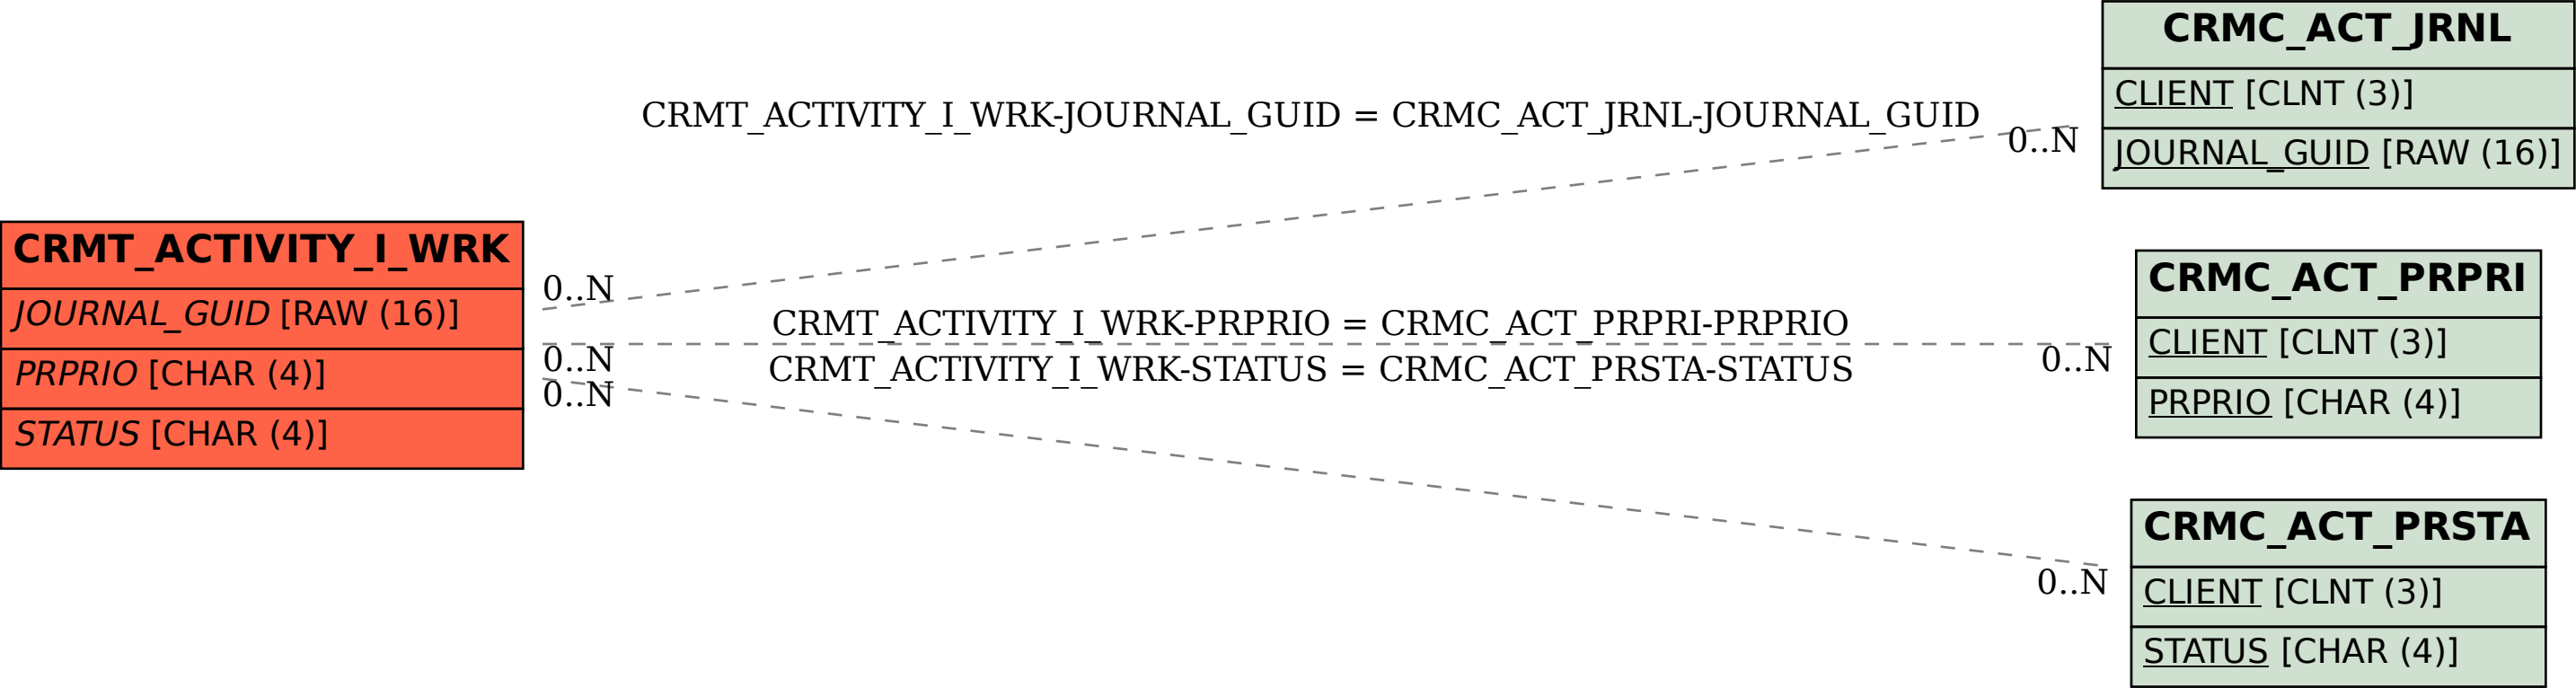 CRMT_ACTIVITY_I_WRK
JOURNAL_GUID [RAW (16)]
PRPRIO [CHAR (4)]
STATUS [CHAR (4)]
CRMT_ACTIVITY_I_WRK-JOURNAL_GUID = CRMC_ACT_JRNL-JOURNAL_GUID
0..N
0..N
CRMT_ACTIVITY_I_WRK-PRPRIO = CRMC_ACT_PRPRI-PRPRIO
0..N
0..N
CRMT_ACTIVITY_I_WRK-STATUS = CRMC_ACT_PRSTA-STATUS
0..N
0..N
CRMC_ACT_JRNL
CLIENT [CLNT (3)]
JOURNAL_GUID [RAW (16)]
CRMC_ACT_PRPRI
CLIENT [CLNT (3)]
PRPRIO [CHAR (4)]
CRMC_ACT_PRSTA
CLIENT [CLNT (3)]
STATUS [CHAR (4)]